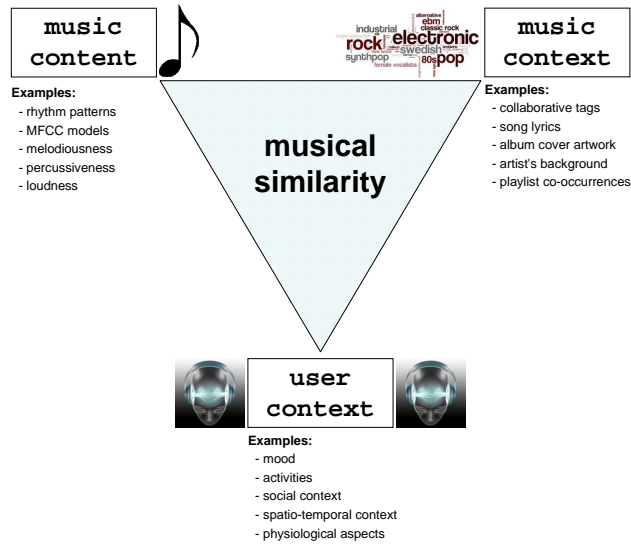 music
content
Examples:
- rhythm patterns
- MFCC models
- melodiousness
- percussiveness
- loudness
alternative
industrial
ebm
classic rock
rock
electronic
swedish
synthpop
80s
pop
female vocalists
music
context
Examples:
- collaborative tags
- song lyrics
- album cover artwork
- artist's background
- playlist co-occurrences
musical
similarity
user
context
Examples:
- mood
- activities
- social context
- spatio-temporal context
- physiological aspects